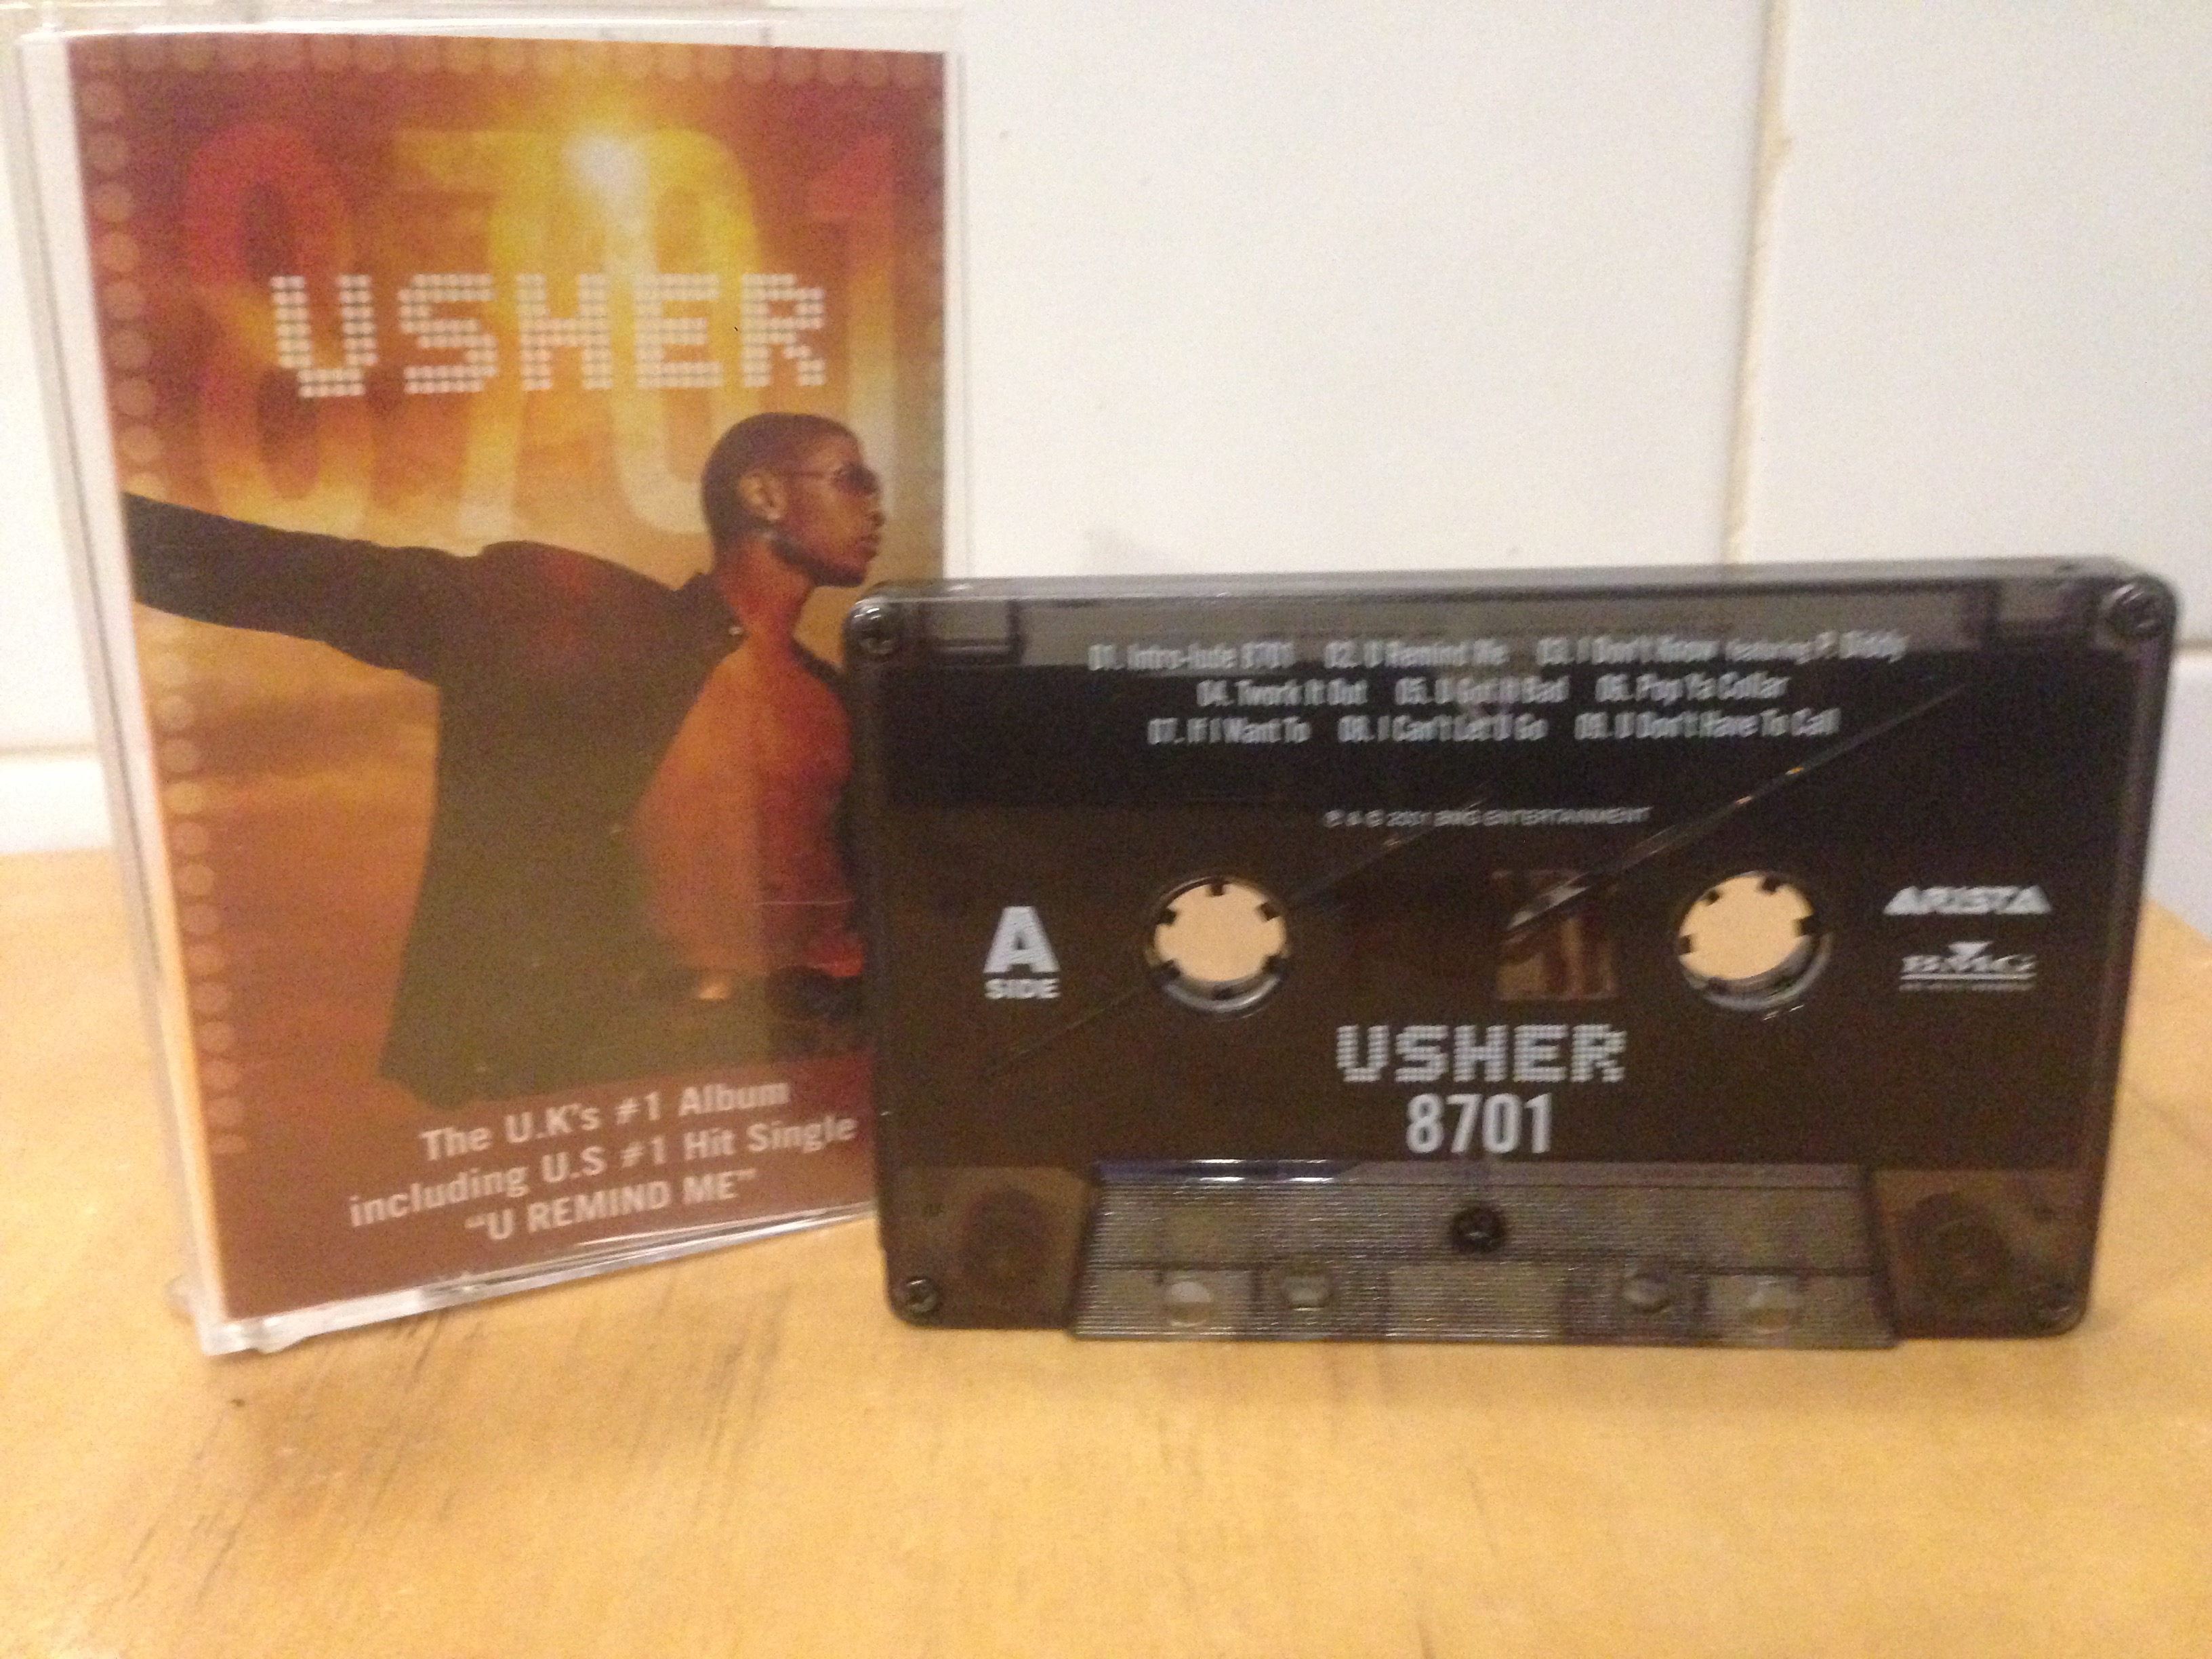 8701
USHER
The U.K's #1 Album
including U.S #1 Hit Single
"U REMIND ME"
01. Intro-lude 8701 02. U Remind Me 03. I Don't Know featuring P. Diddy
04. Twork It Out 05. U Got It Bad 06. Pop Ya Collar
07. If I Want To 08. I Can't Let U Go 09. U Don't Have To Call
℗ & © 2001 BMG ENTERTAINMENT
A
SIDE
ARISTA
BMG
USHER
8701